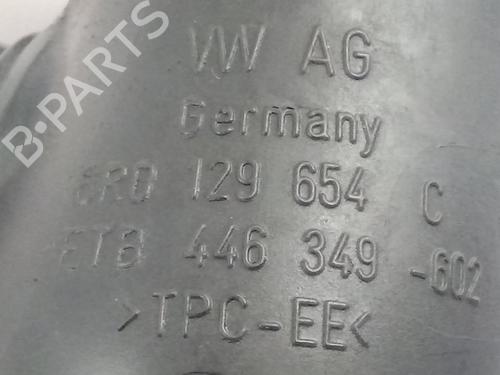 VW AG
Germany
6R0 129 654 C
ETB 446 349 -602
>TPC-EE<
B-PARTS